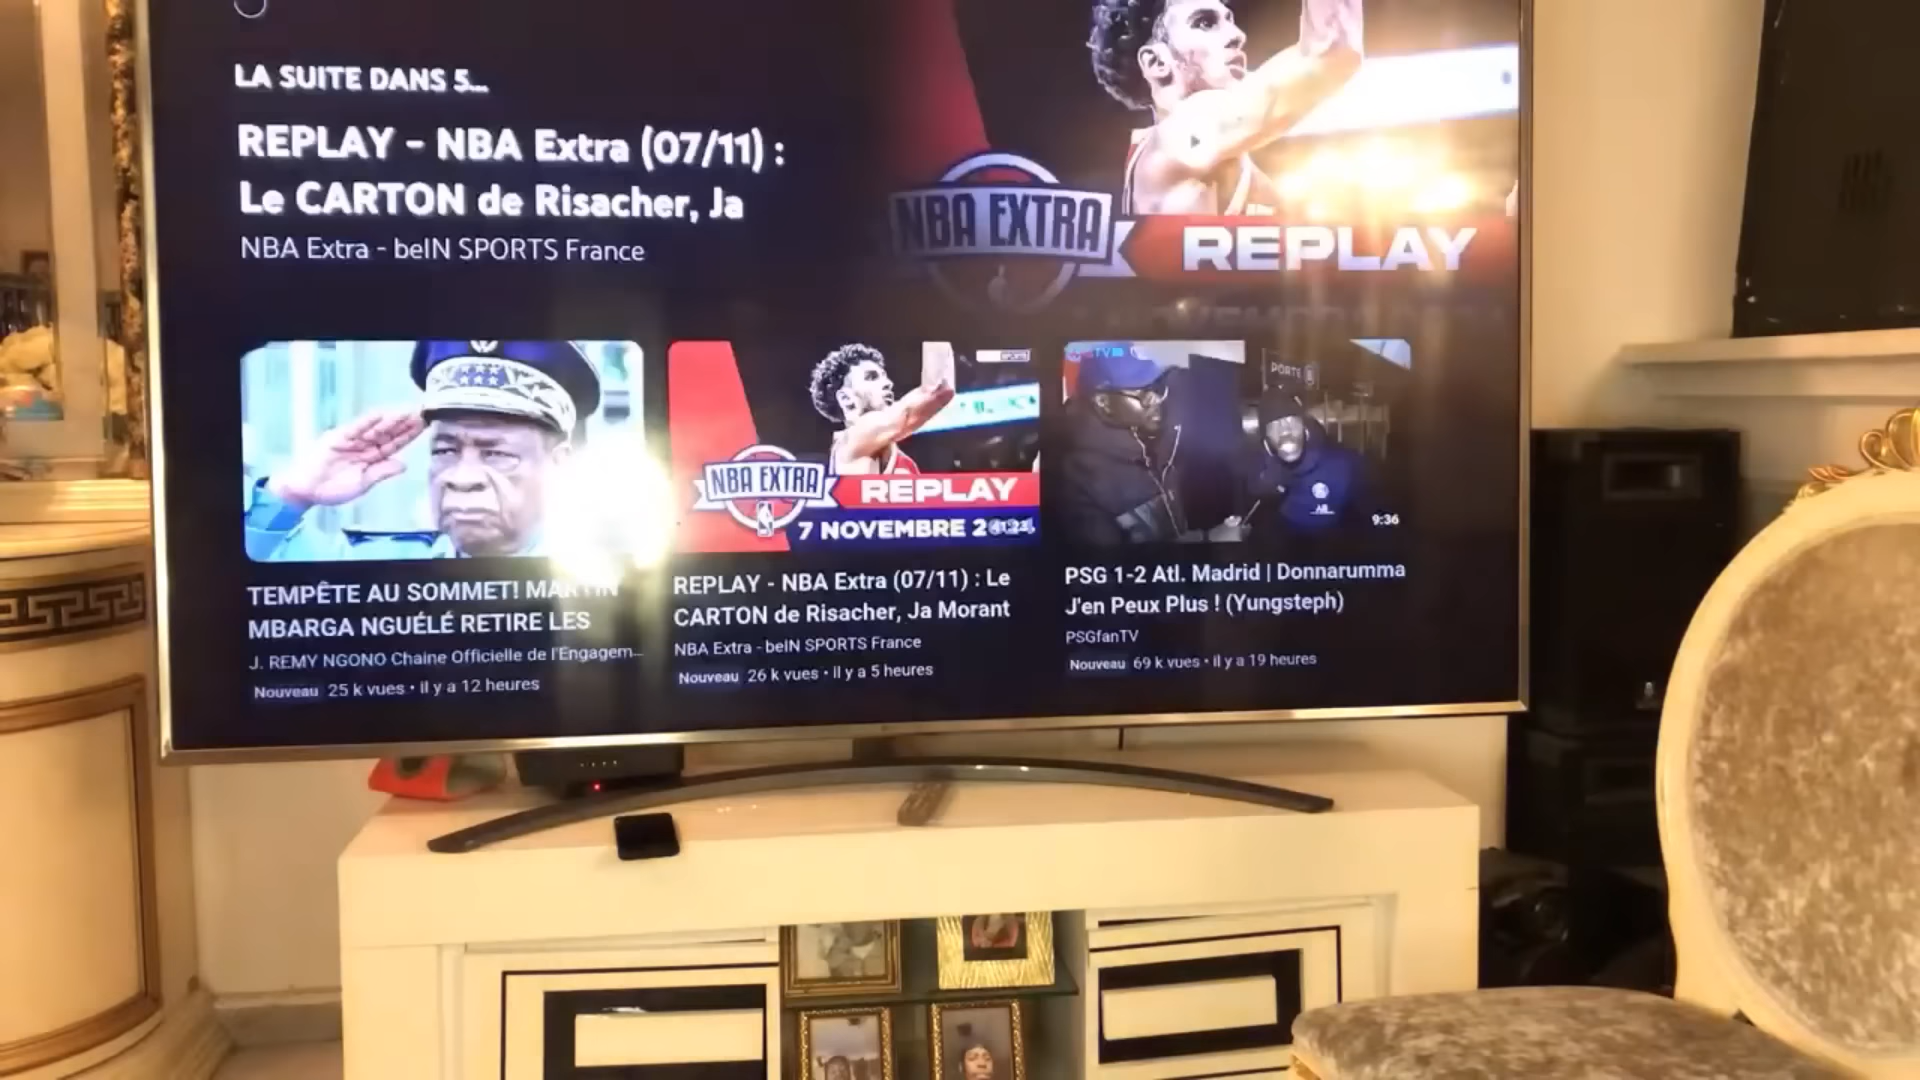 LA SUITE DANS 5...
REPLAY - NBA Extra (07/11) :
Le CARTON de Risacher, Ja
NBA Extra - beIN SPORTS France
NBA EXTRA
REPLAY
NBA EXTRA
REPLAY
7 NOVEMBRE
41:23
PORTE
9:36
TEMPÊTE AU SOMMET! MARTIN
MBARGA NGUÉLÉ RETIRE LES
J. REMY NGONO Chaine Officielle de l'Engagem...
Nouveau 25 k vues • il y a 12 heures
REPLAY - NBA Extra (07/11) : Le
CARTON de Risacher, Ja Morant
NBA Extra - beIN SPORTS France
Nouveau 26 k vues • il y a 5 heures
PSG 1-2 Atl. Madrid | Donnarumma
J'en Peux Plus ! (Yungsteph)
PSGfanTV
Nouveau 69 k vues • il y a 19 heures